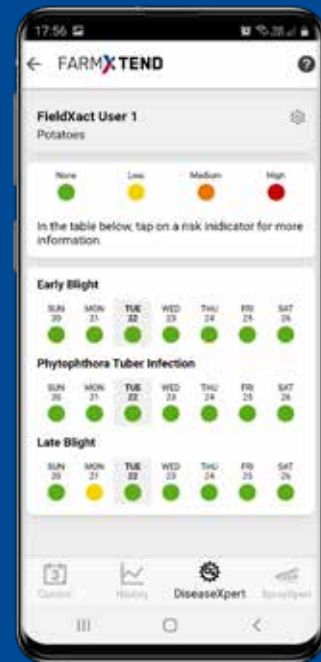 17:56
FARMXTEND
FieldXact User 1
Potatoes
None Low Medium High
In the table below, tap on a risk inidicator for more
information.
Early Blight
SUN MON TUE WED THU FRI SAT
20 21 22 23 24 25 26
Phytophthora Tuber Infection
SUN MON TUE WED THU FRI SAT
20 21 22 23 24 25 26
Late Blight
SUN MON TUE WED THU FRI SAT
20 21 22 23 24 25 26
3
History DiseaseXpert SprayXpert